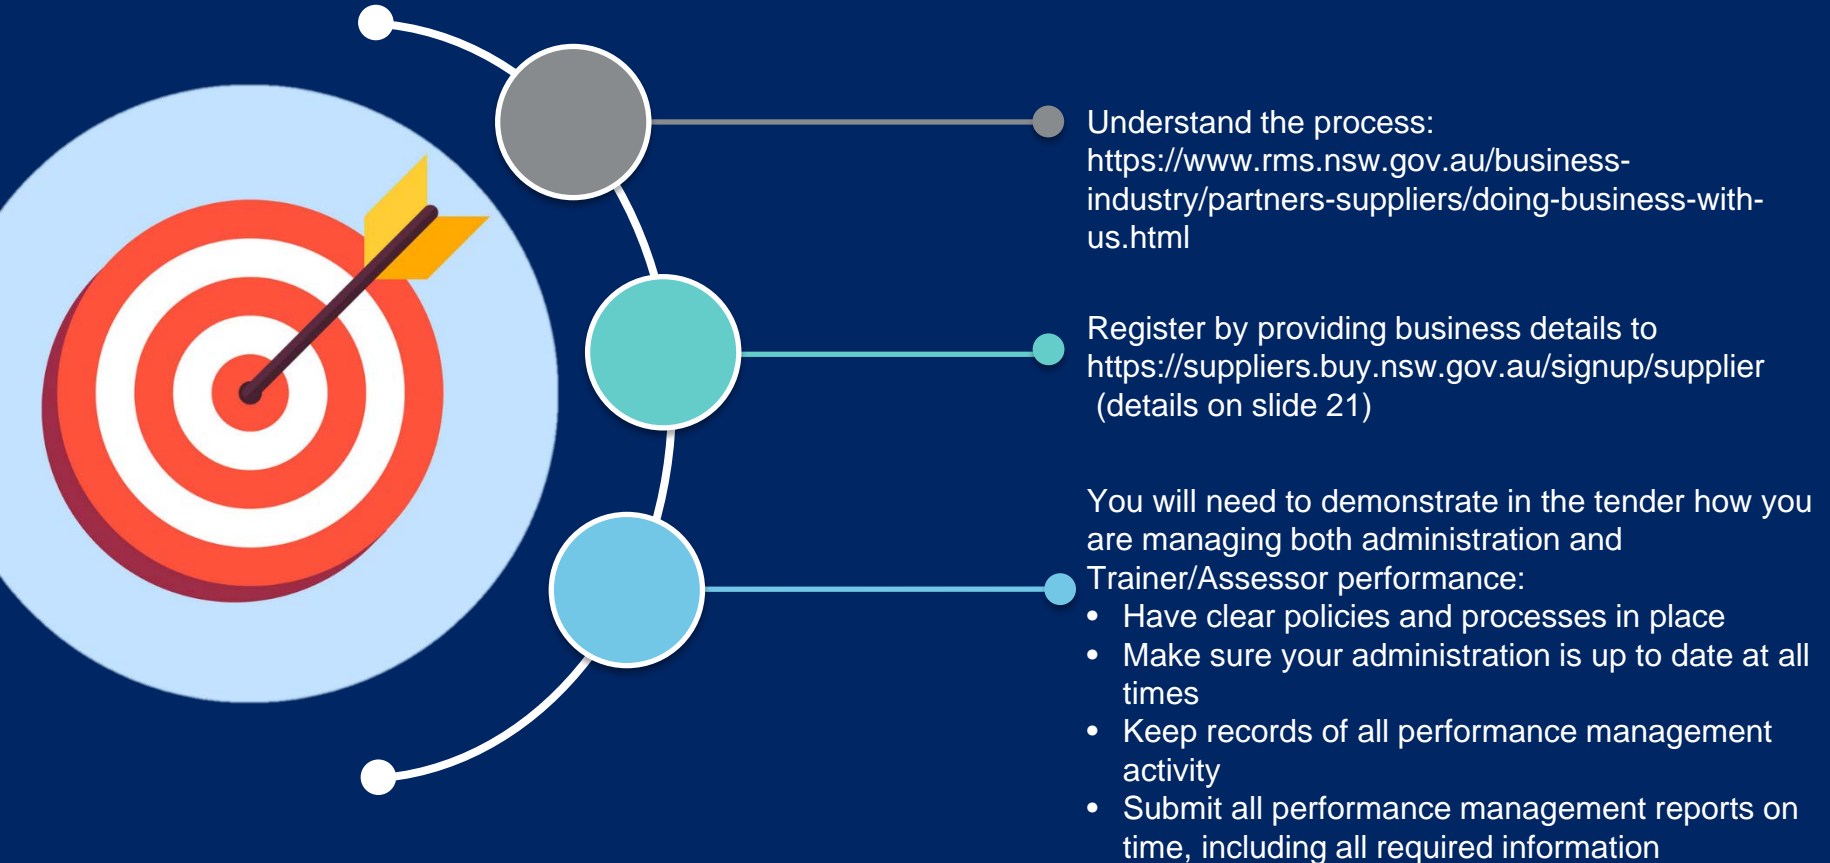 Understand the process:
https://www.rms.nsw.gov.au/business-
industry/partners-suppliers/doing-business-with-
us.html
Register by providing business details to
https://suppliers.buy.nsw.gov.au/signup/supplier
(details on slide 21)
You will need to demonstrate in the tender how you
are managing both administration and
Trainer/Assessor performance:
• Have clear policies and processes in place
• Make sure your administration is up to date at all
times
• Keep records of all performance management
activity
• Submit all performance management reports on
time, including all required information